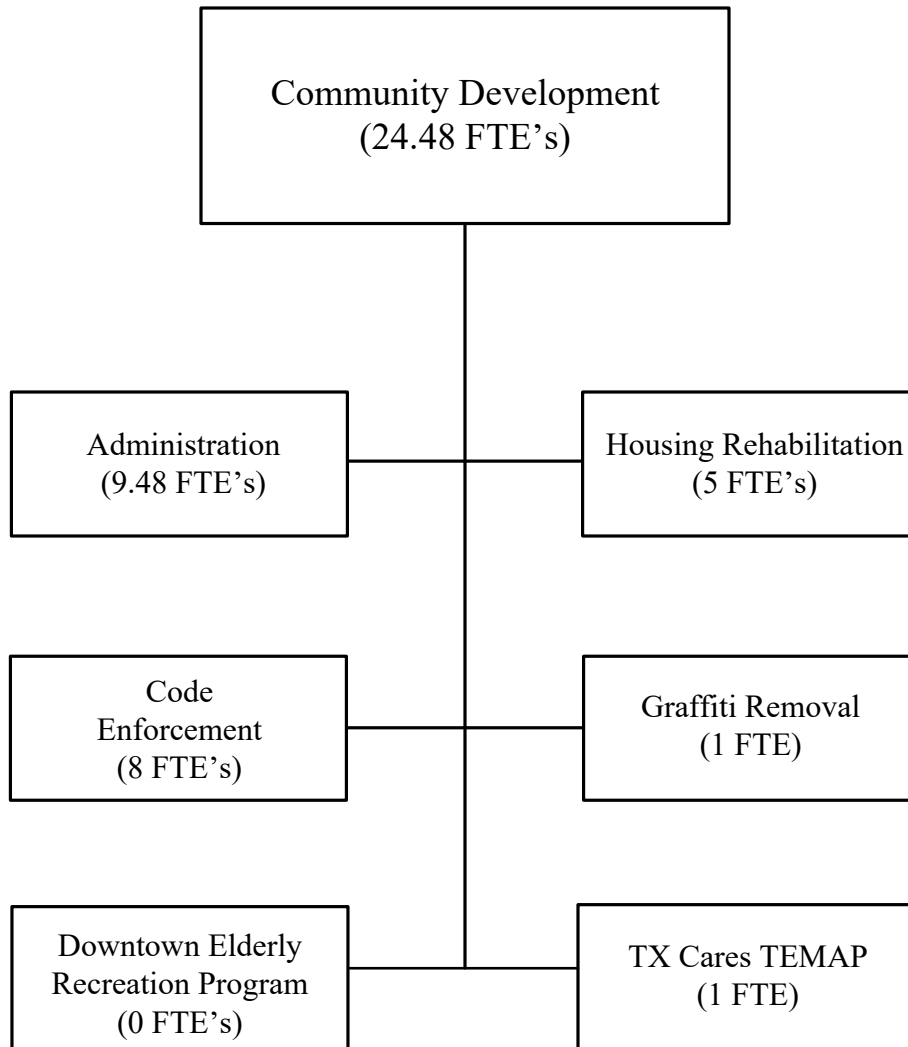 Community Development
(24.48 FTE’s)
Administration
(9.48 FTE’s)
Housing Rehabilitation
(5 FTE’s)
Code
Enforcement
(8 FTE’s)
Graffiti Removal
(1 FTE)
Downtown Elderly
Recreation Program
(0 FTE’s)
TX Cares TEMAP
(1 FTE)